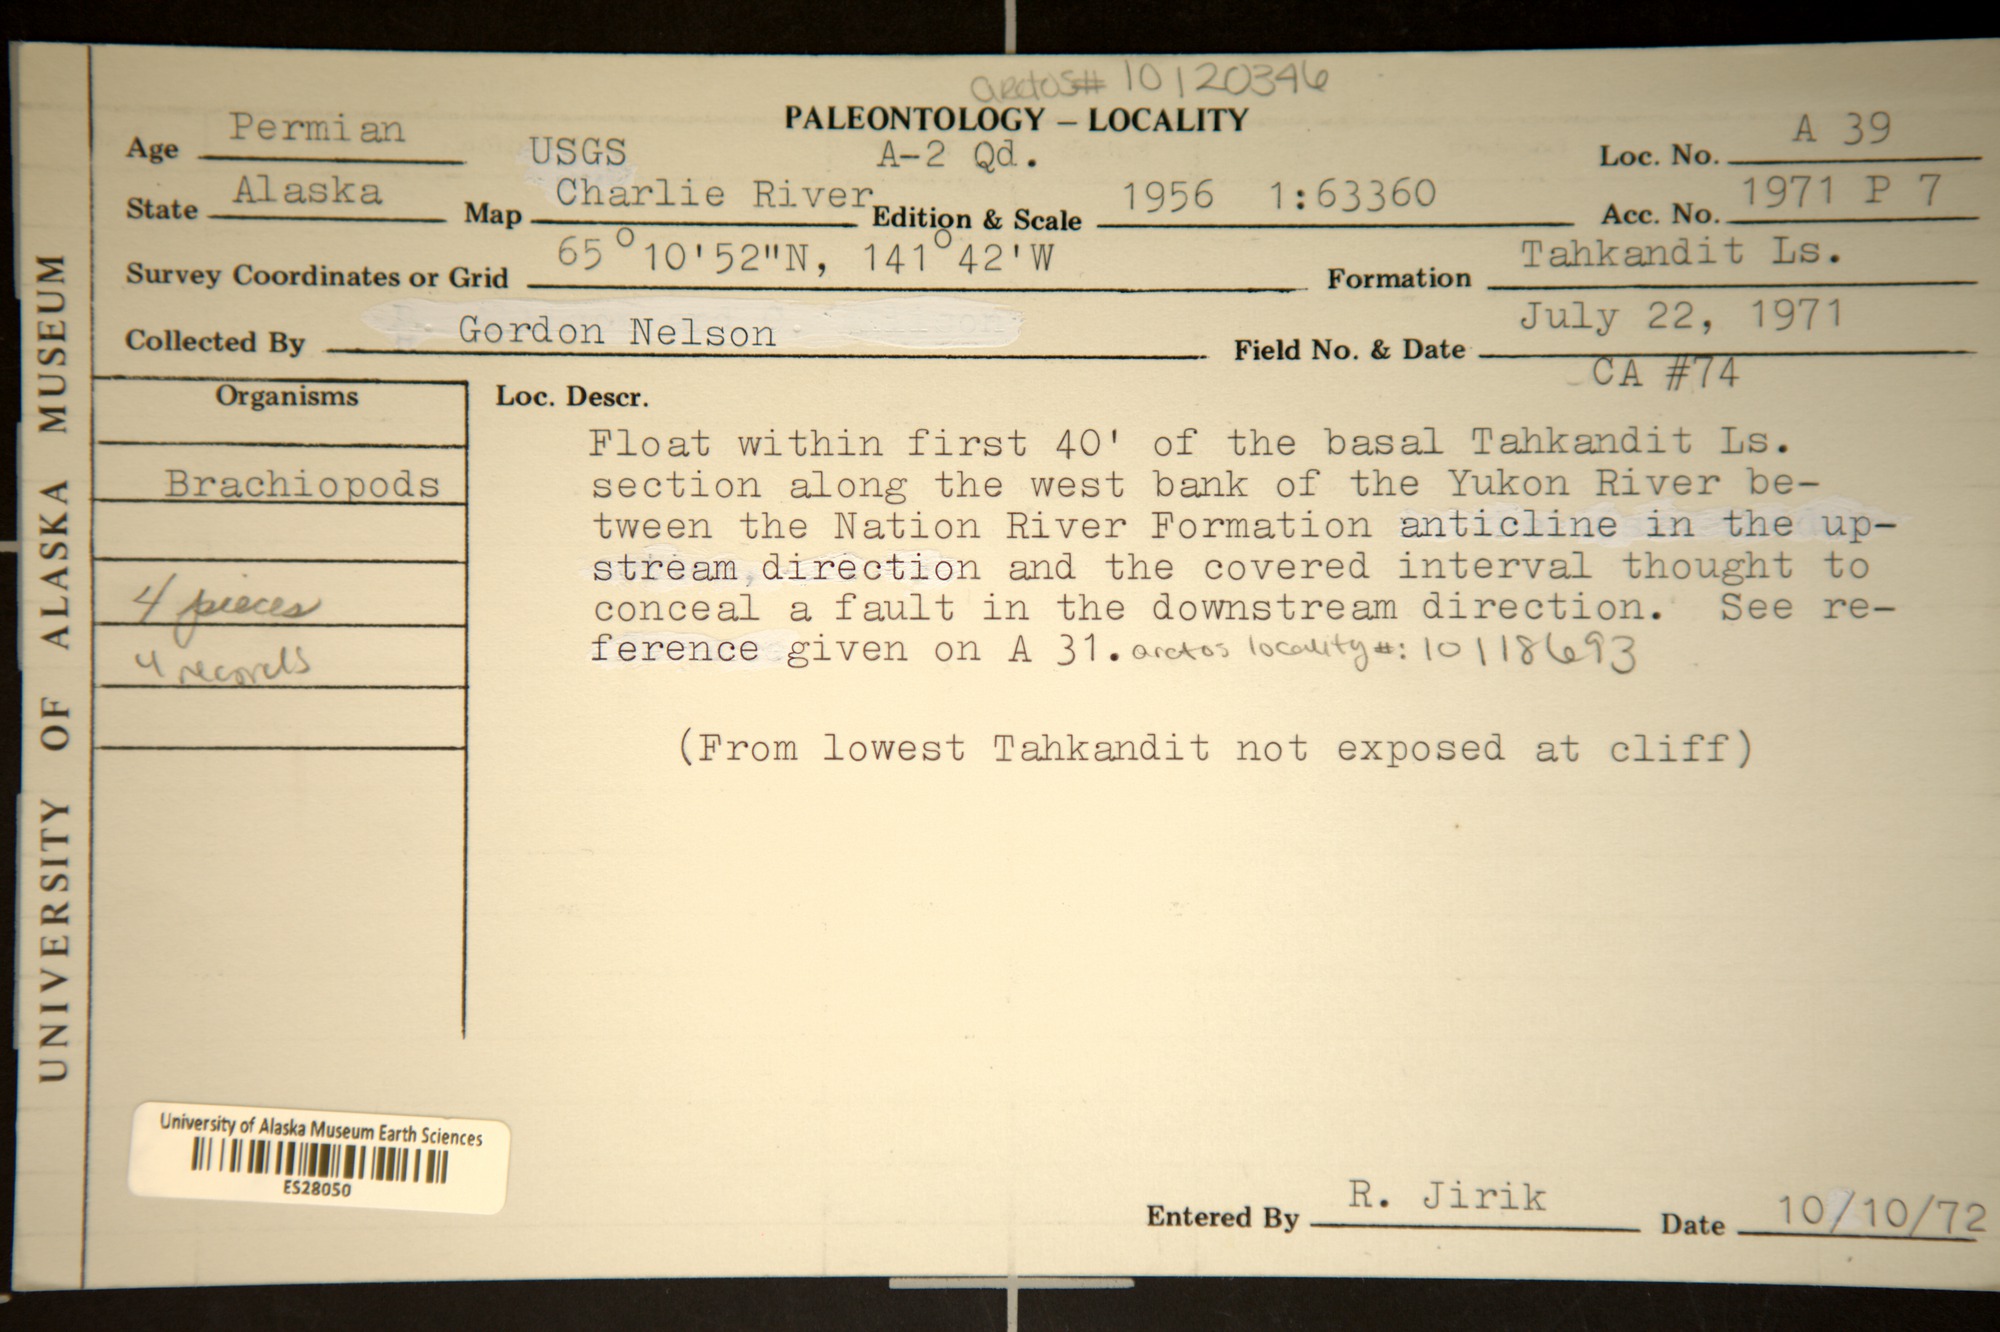 arctos# 10120346
PALEONTOLOGY – LOCALITY
Age Permian USGS A-2 Qd. Loc. No. A 39
State Alaska Map Charlie River Edition & Scale 1956 1:63360 Acc. No. 1971 P 7
Survey Coordinates or Grid 65°10'52"N, 141°42'W Formation Tahkandit Ls.
Collected By Gordon Nelson Field No. & Date July 22, 1971
CA #74
Organisms
Brachiopods
4 pieces
4 records
Loc. Descr.
Float within first 40' of the basal Tahkandit Ls.
section along the west bank of the Yukon River be-
tween the Nation River Formation anticline in the up-
stream direction and the covered interval thought to
conceal a fault in the downstream direction. See re-
ference given on A 31. arctos locality#: 10118693
(From lowest Tahkandit not exposed at cliff)
UNIVERSITY OF ALASKA MUSEUM
University of Alaska Museum Earth Sciences
ES28050
Entered By R. Jirik Date 10/10/72